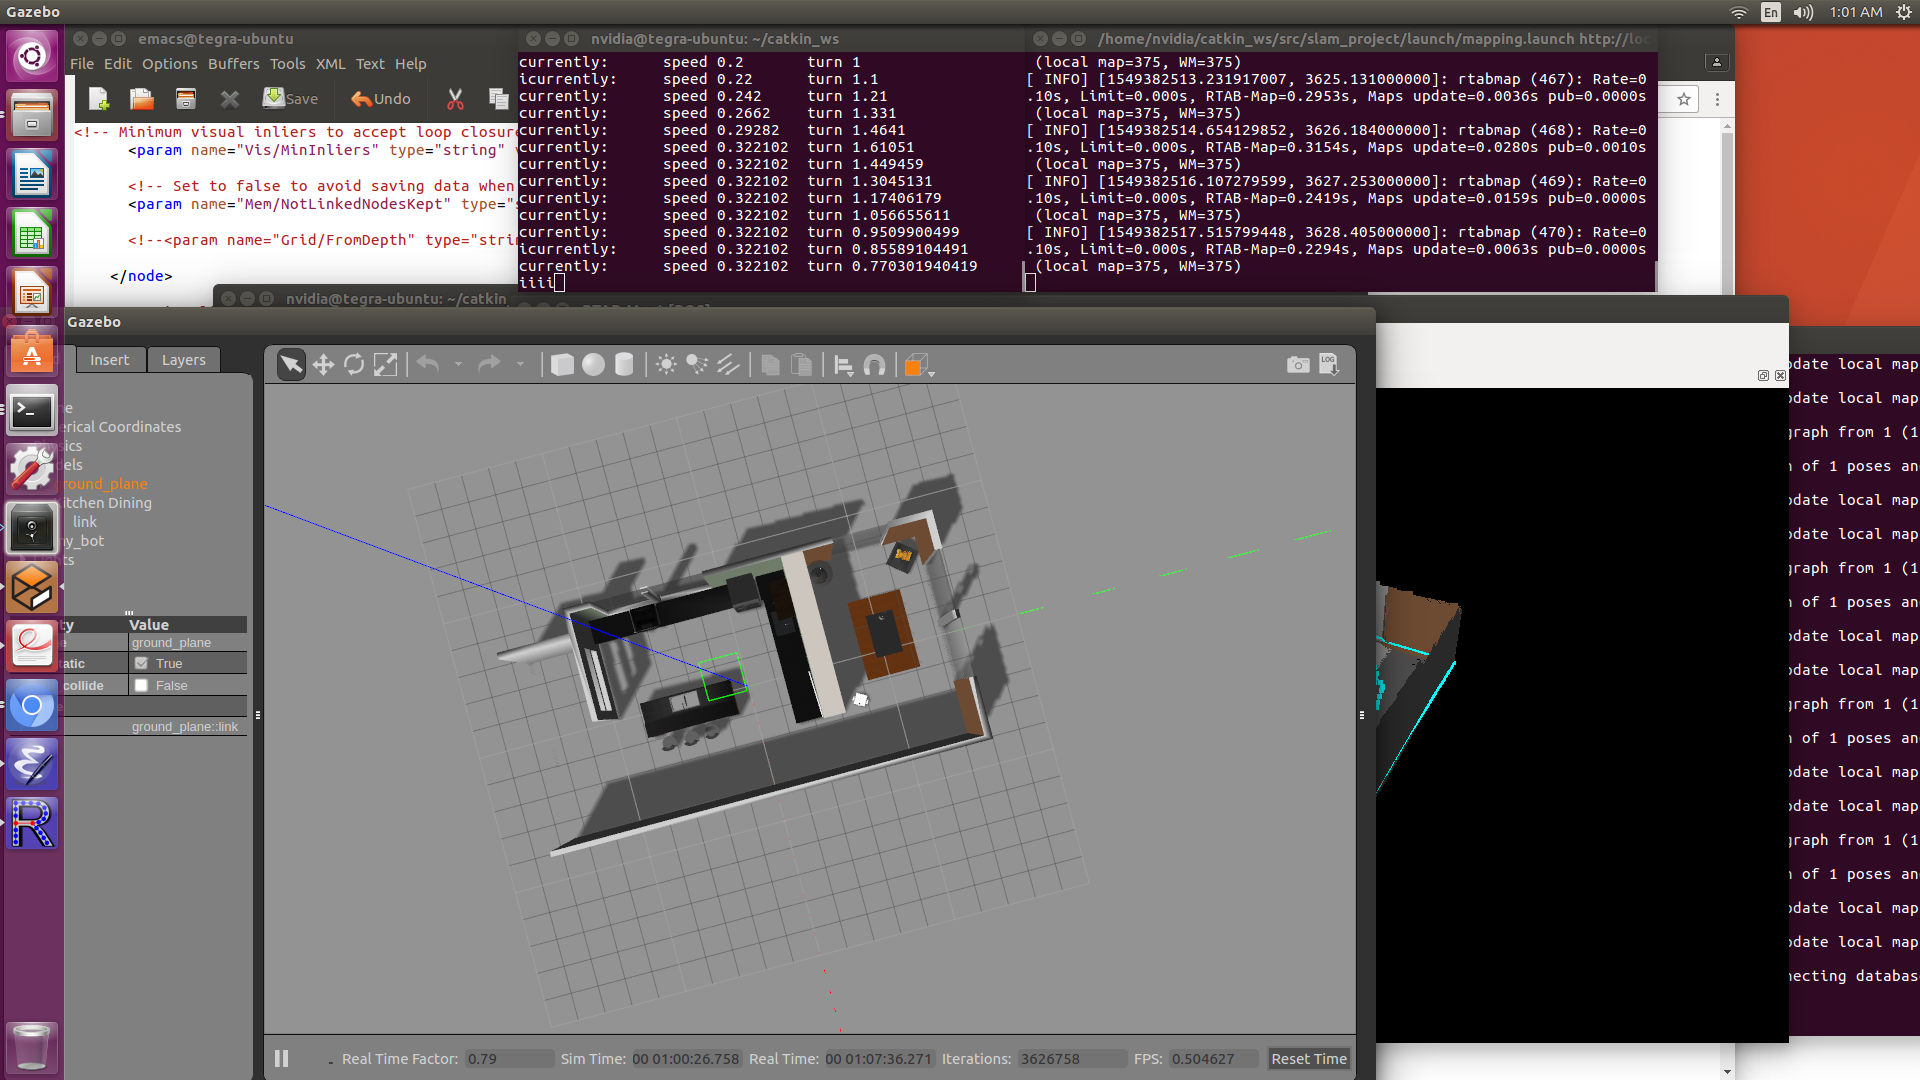 Gazebo
En
1:01 AM
emacs@tegra-ubuntu
File Edit Options Buffers Tools XML Text Help
Save
Undo
<!-- Minimum visual inliers to accept loop closure
<param name="Vis/MinInliers" type="string"
<!-- Set to false to avoid saving data when
<param name="Mem/NotLinkedNodesKept" type="s
<!--<param name="Grid/FromDepth" type="strin
</node>
nvidia@tegra-ubuntu: ~/catkin_ws
currently: speed 0.2 turn 1
icurrently: speed 0.22 turn 1.1
currently: speed 0.242 turn 1.21
currently: speed 0.2662 turn 1.331
currently: speed 0.29282 turn 1.4641
currently: speed 0.322102 turn 1.61051
currently: speed 0.322102 turn 1.449459
currently: speed 0.322102 turn 1.3045131
currently: speed 0.322102 turn 1.17406179
currently: speed 0.322102 turn 1.056655611
currently: speed 0.322102 turn 0.9509900499
icurrently: speed 0.322102 turn 0.85589104491
currently: speed 0.322102 turn 0.770301940419
iiii
/home/nvidia/catkin_ws/src/slam_project/launch/mapping.launch http://loc
(local map=375, WM=375)
[ INFO] [1549382513.231917007, 3625.131000000]: rtabmap (467): Rate=0
.10s, Limit=0.000s, RTAB-Map=0.2953s, Maps update=0.0036s pub=0.0000s
(local map=375, WM=375)
[ INFO] [1549382514.654129852, 3626.184000000]: rtabmap (468): Rate=0
.10s, Limit=0.000s, RTAB-Map=0.3154s, Maps update=0.0280s pub=0.0010s
(local map=375, WM=375)
[ INFO] [1549382516.107279599, 3627.253000000]: rtabmap (469): Rate=0
.10s, Limit=0.000s, RTAB-Map=0.2419s, Maps update=0.0159s pub=0.0000s
(local map=375, WM=375)
[ INFO] [1549382517.515799448, 3628.405000000]: rtabmap (470): Rate=0
.10s, Limit=0.000s, RTAB-Map=0.2294s, Maps update=0.0063s pub=0.0000s
(local map=375, WM=375)
nvidia@tegra-ubuntu: ~/catkin
Gazebo
Insert Layers
LOG
ne
erical Coordinates
sics
dels
round_plane
itchen Dining
link
ny_bot
ts
ty Value
e ground_plane
tatic True
collide False
e
ground_plane::link
Real Time Factor: 0.79 Sim Time: 00 01:00:26.758 Real Time: 00 01:07:36.271 Iterations: 3626758 FPS: 0.504627 Reset Time
pdate local map
pdate local map
graph from 1 (1
n of 1 poses an
pdate local map
pdate local map
graph from 1 (1
n of 1 poses an
pdate local map
pdate local map
graph from 1 (1
n of 1 poses an
pdate local map
pdate local map
graph from 1 (1
n of 1 poses an
pdate local map
pdate local map
necting databas